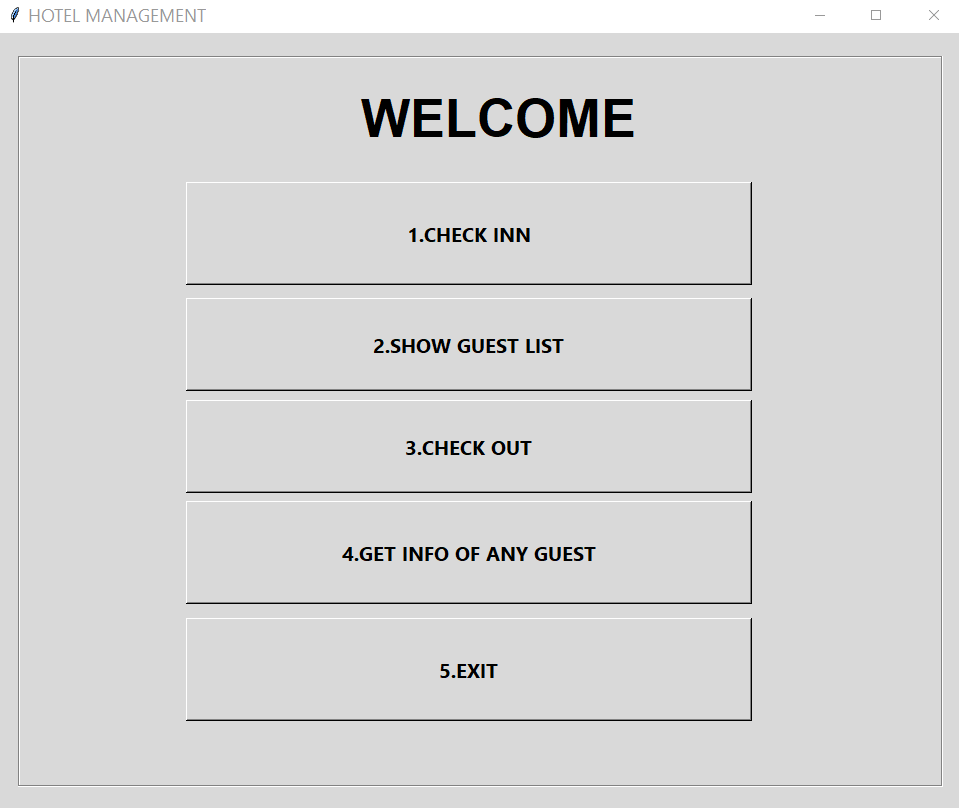 HOTEL MANAGEMENT
WELCOME
1.CHECK INN
2.SHOW GUEST LIST
3.CHECK OUT
4.GET INFO OF ANY GUEST
5.EXIT